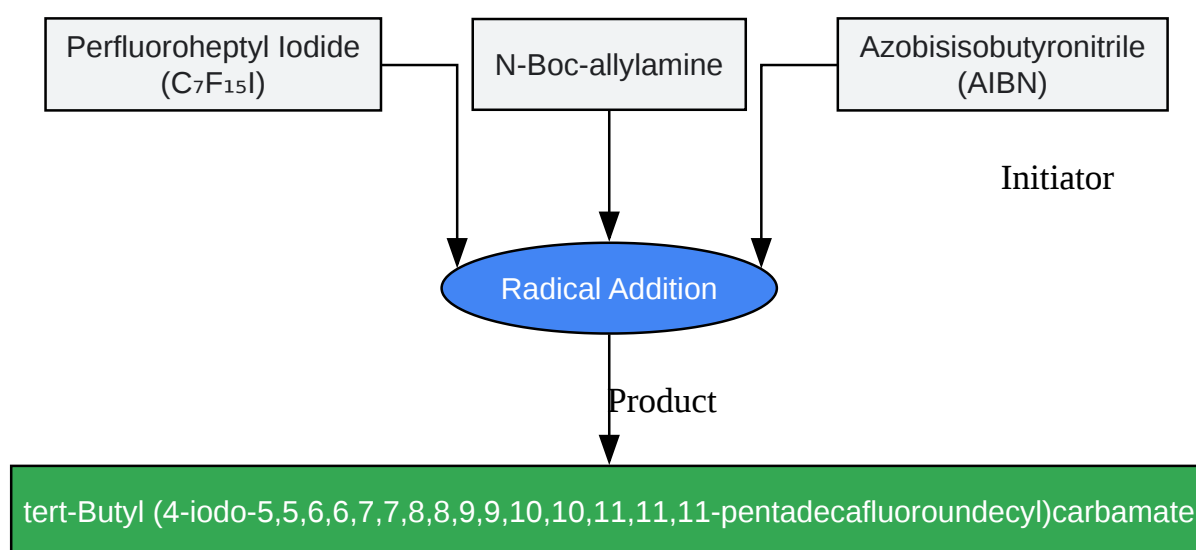 Perfluoroheptyl Iodide
(C₇F₁₅I)
N-Boc-allylamine
Azobisisobutyronitrile
(AIBN)
Initiator
Radical Addition
Product
tert-Butyl (4-iodo-5,5,6,6,7,7,8,8,9,9,10,10,11,11,11-pentadecafluoroundecyl)carbamate